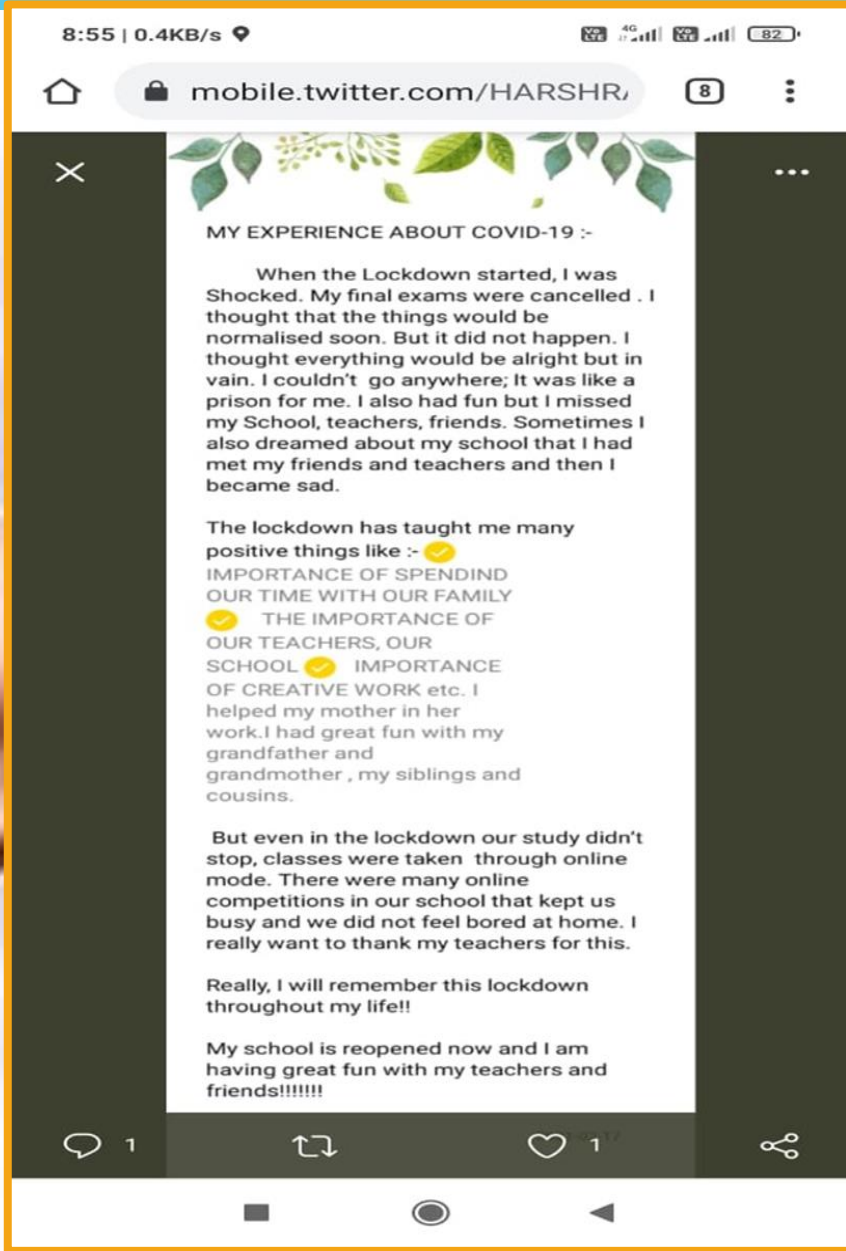 8:55 | 0.4KB/s
Vo LTE 4G Vo LTE 82
mobile.twitter.com/HARSHR
8
MY EXPERIENCE ABOUT COVID-19 :-
When the Lockdown started, I was
Shocked. My final exams were cancelled . I
thought that the things would be
normalised soon. But it did not happen. I
thought everything would be alright but in
vain. I couldn't go anywhere; It was like a
prison for me. I also had fun but I missed
my School, teachers, friends. Sometimes I
also dreamed about my school that I had
met my friends and teachers and then I
became sad.
The lockdown has taught me many
positive things like :-
IMPORTANCE OF SPENDIND
OUR TIME WITH OUR FAMILY
THE IMPORTANCE OF
OUR TEACHERS, OUR
SCHOOL IMPORTANCE
OF CREATIVE WORK etc. I
helped my mother in her
work.I had great fun with my
grandfather and
grandmother , my siblings and
cousins.
But even in the lockdown our study didn't
stop, classes were taken through online
mode. There were many online
competitions in our school that kept us
busy and we did not feel bored at home. I
really want to thank my teachers for this.
Really, I will remember this lockdown
throughout my life!!
My school is reopened now and I am
having great fun with my teachers and
friends!!!!!!!
1 1